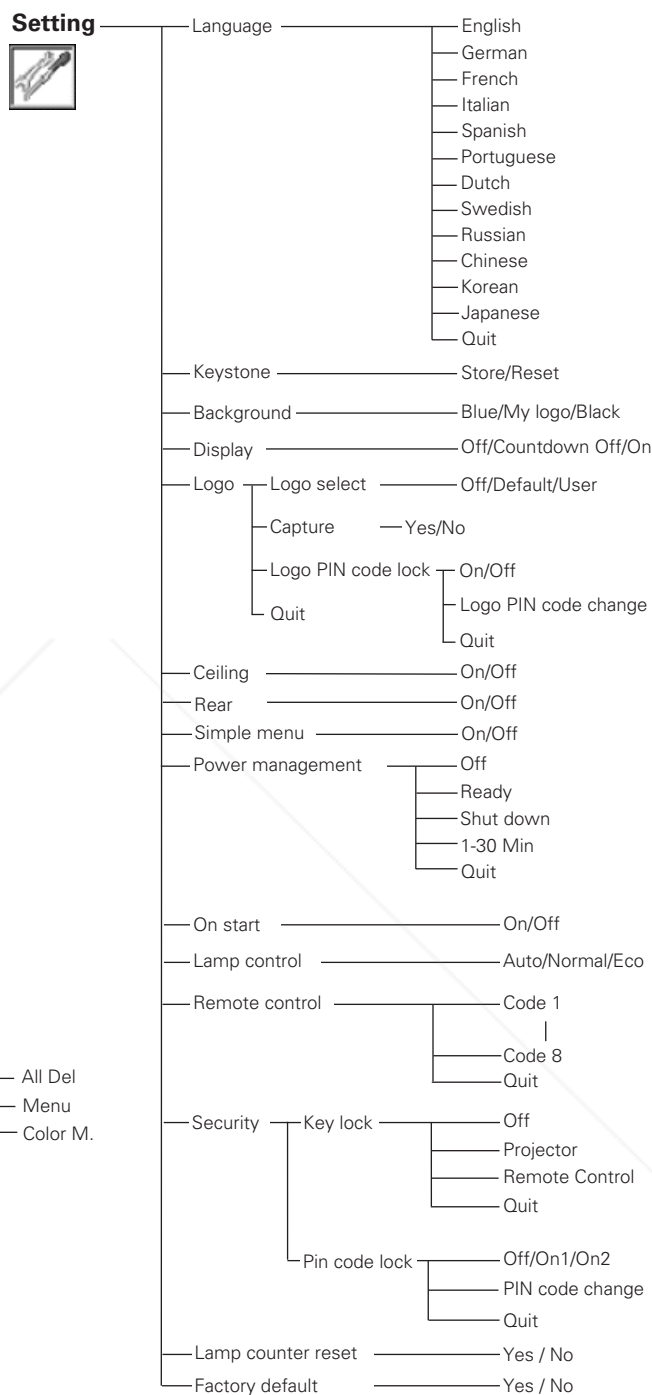 Setting
Language
English
German
French
Italian
Spanish
Portuguese
Dutch
Swedish
Russian
Chinese
Korean
Japanese
Quit
Keystone
Store/Reset
Background
Blue/My logo/Black
Display
Off/Countdown Off/On
Logo
Logo select
Off/Default/User
Capture
Yes/No
Logo PIN code lock
On/Off
Logo PIN code change
Quit
Quit
Ceiling
On/Off
Rear
On/Off
Simple menu
On/Off
Power management
Off
Ready
Shut down
1-30 Min
Quit
On start
On/Off
Lamp control
Auto/Normal/Eco
Remote control
Code 1
Code 8
Quit
All Del
Menu
Color M.
Security
Key lock
Off
Projector
Remote Control
Quit
Pin code lock
Off/On1/On2
PIN code change
Quit
Lamp counter reset
Yes / No
Factory default
Yes / No